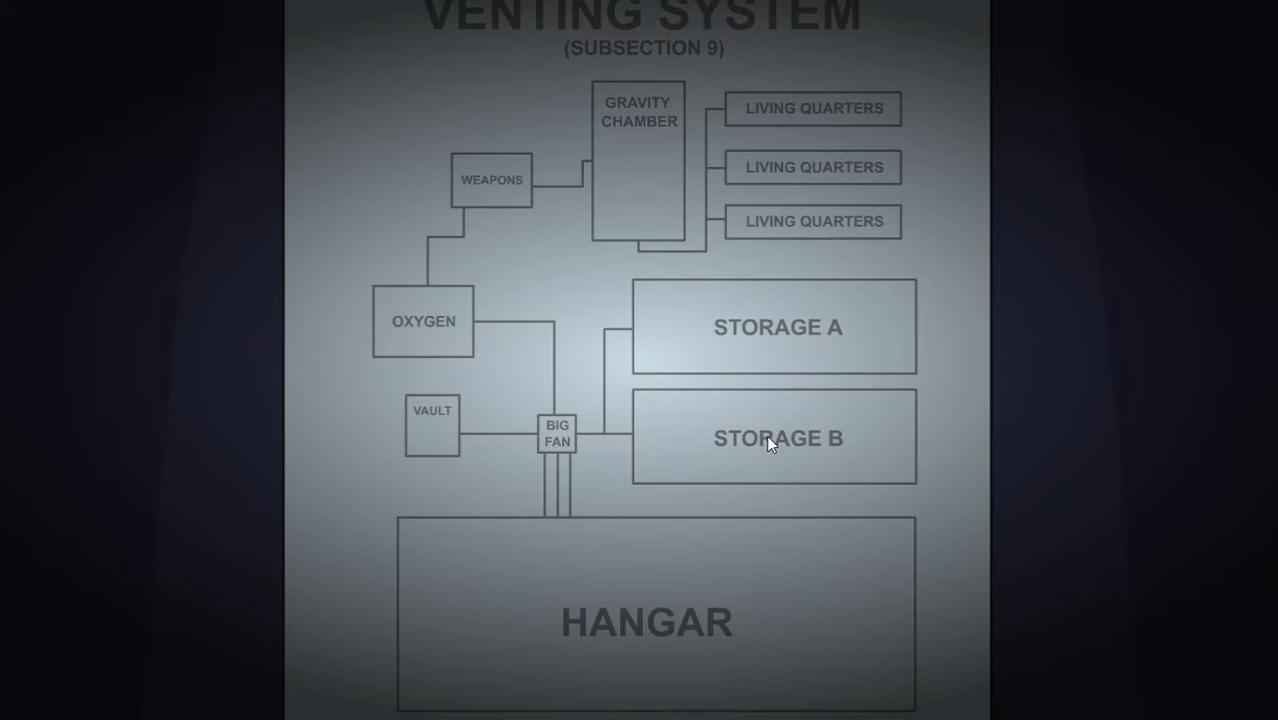 VENTING SYSTEM
(SUBSECTION 9)
GRAVITY
CHAMBER
LIVING QUARTERS
WEAPONS
LIVING QUARTERS
LIVING QUARTERS
OXYGEN
STORAGE A
VAULT
BIG
FAN
STORAGE B
HANGAR